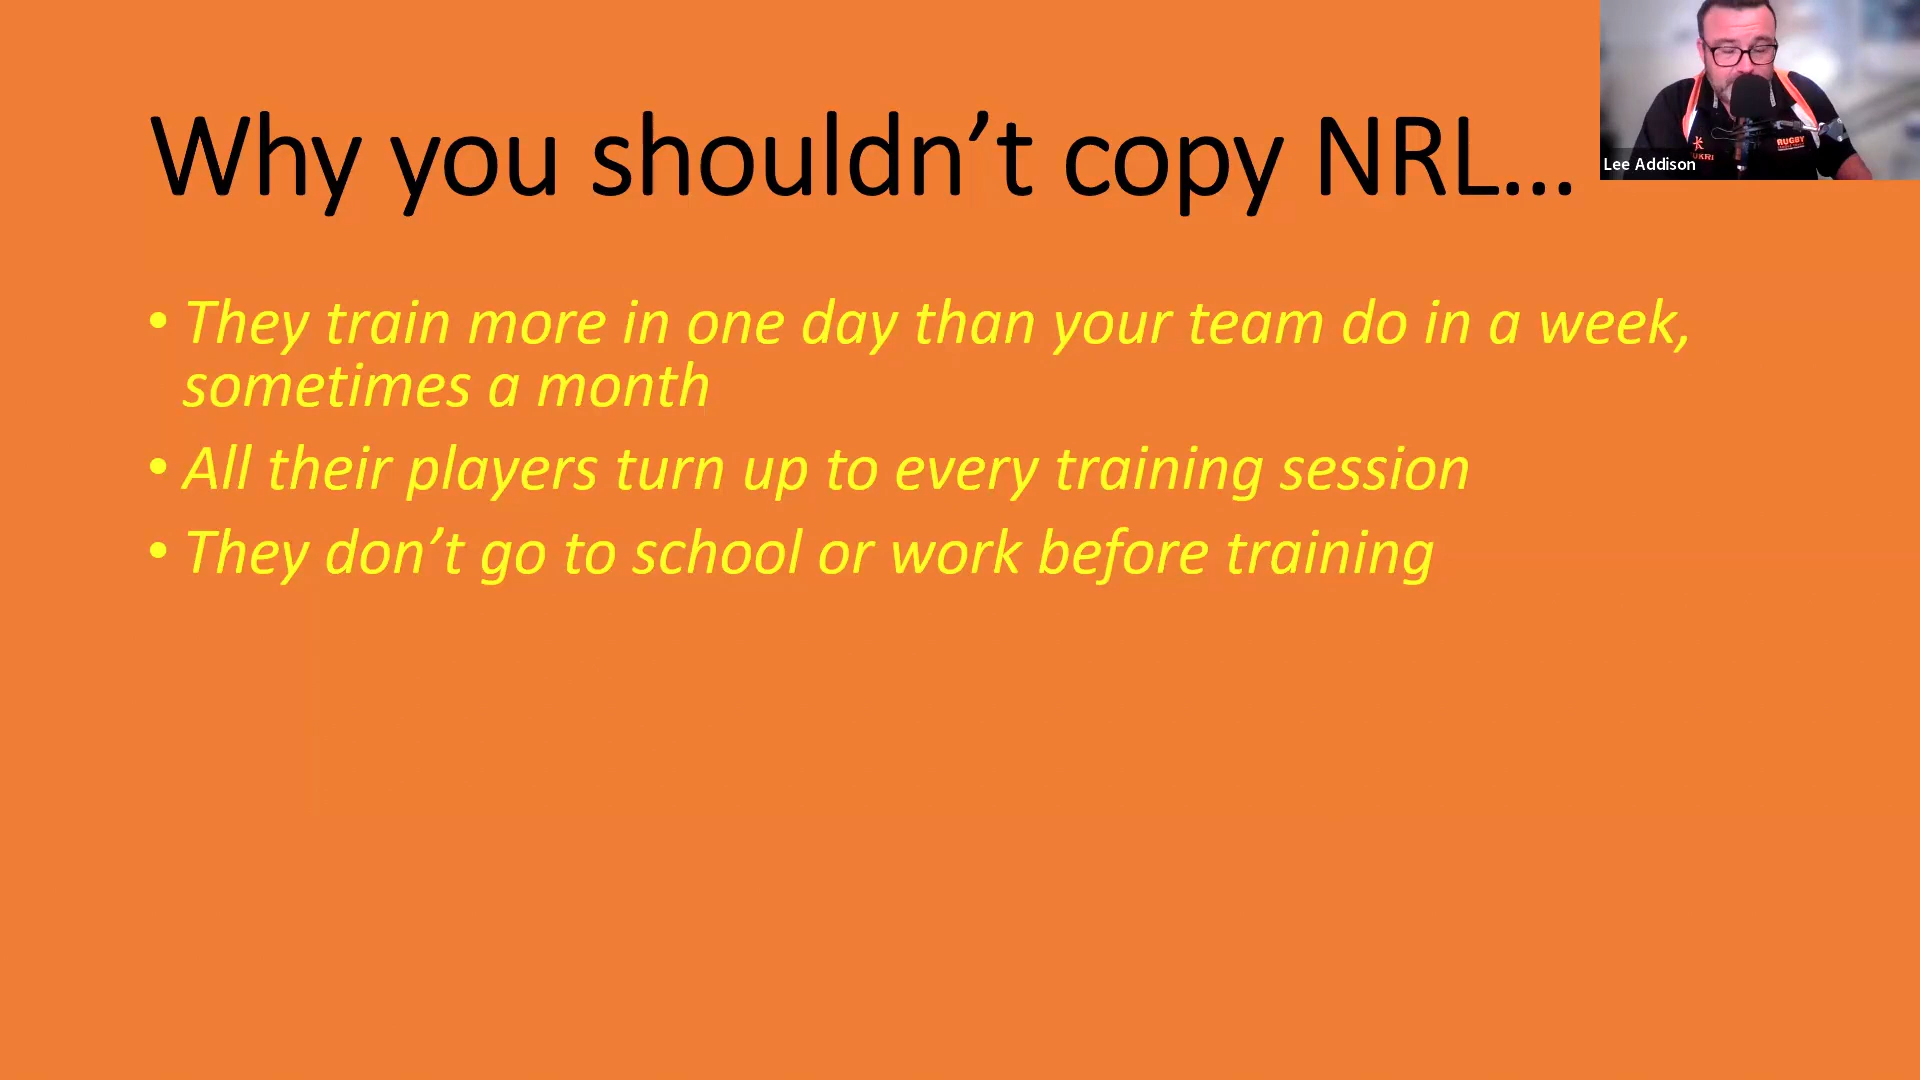 Why you shouldn’t copy NRL…
Lee Addison
• They train more in one day than your team do in a week,
sometimes a month
• All their players turn up to every training session
• They don’t go to school or work before training
RUGBY